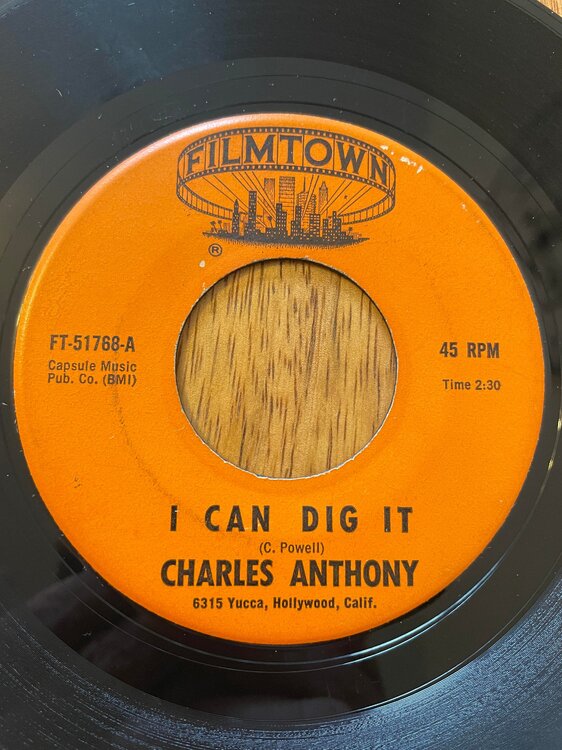 FILMTOWN
®
FT-51768-A
Capsule Music
Pub. Co. (BMI)
45 RPM
Time 2:30
I CAN DIG IT
(C. Powell)
CHARLES ANTHONY
6315 Yucca, Hollywood, Calif.